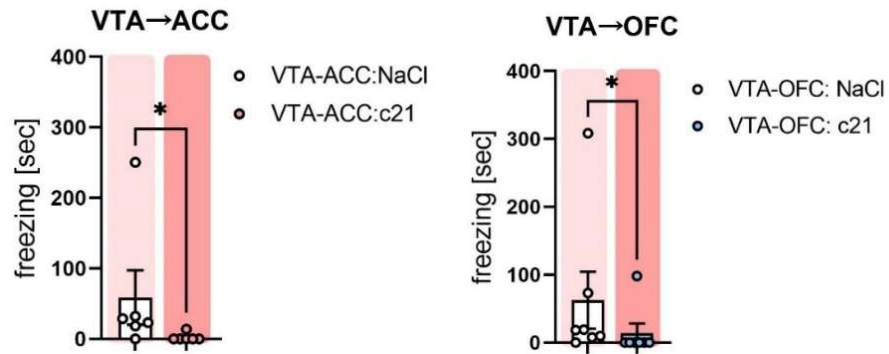 VTA→ACC
400
300
200
100
0
freezing [sec]
*
VTA-ACC:NaCl
VTA-ACC:c21
VTA→OFC
400
300
200
100
0
freezing [sec]
*
VTA-OFC: NaCl
VTA-OFC: c21